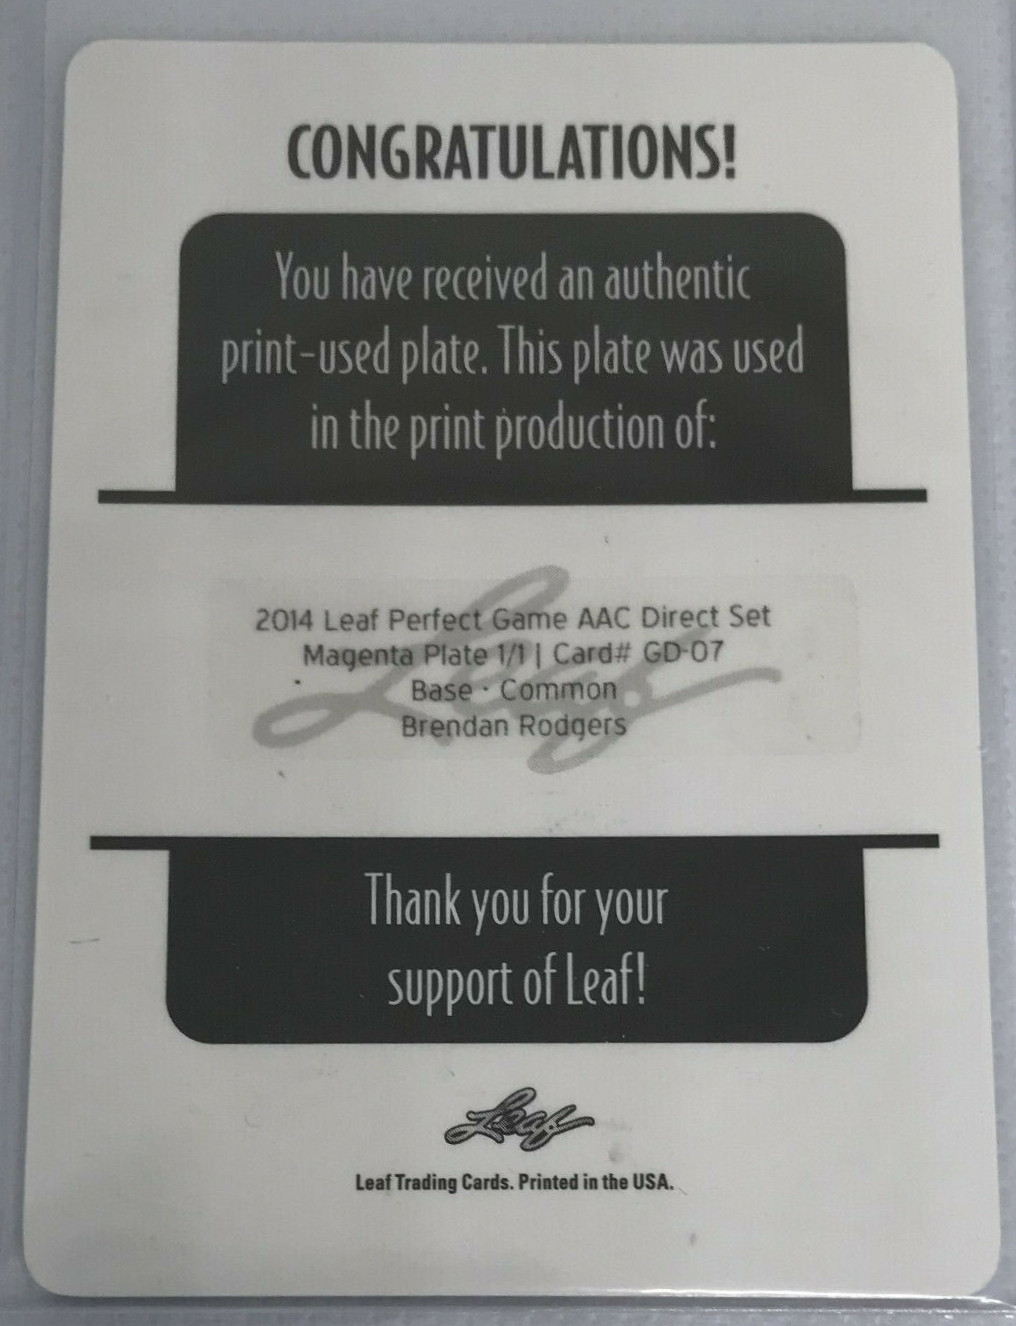 CONGRATULATIONS!
You have received an authentic
print-used plate. This plate was used
in the print production of:
Leaf
2014 Leaf Perfect Game AAC Direct Set
Magenta Plate 1/1 | Card# GD-07
Base - Common
Brendan Rodgers
Thank you for your
support of Leaf!
Leaf
Leaf Trading Cards. Printed in the USA.